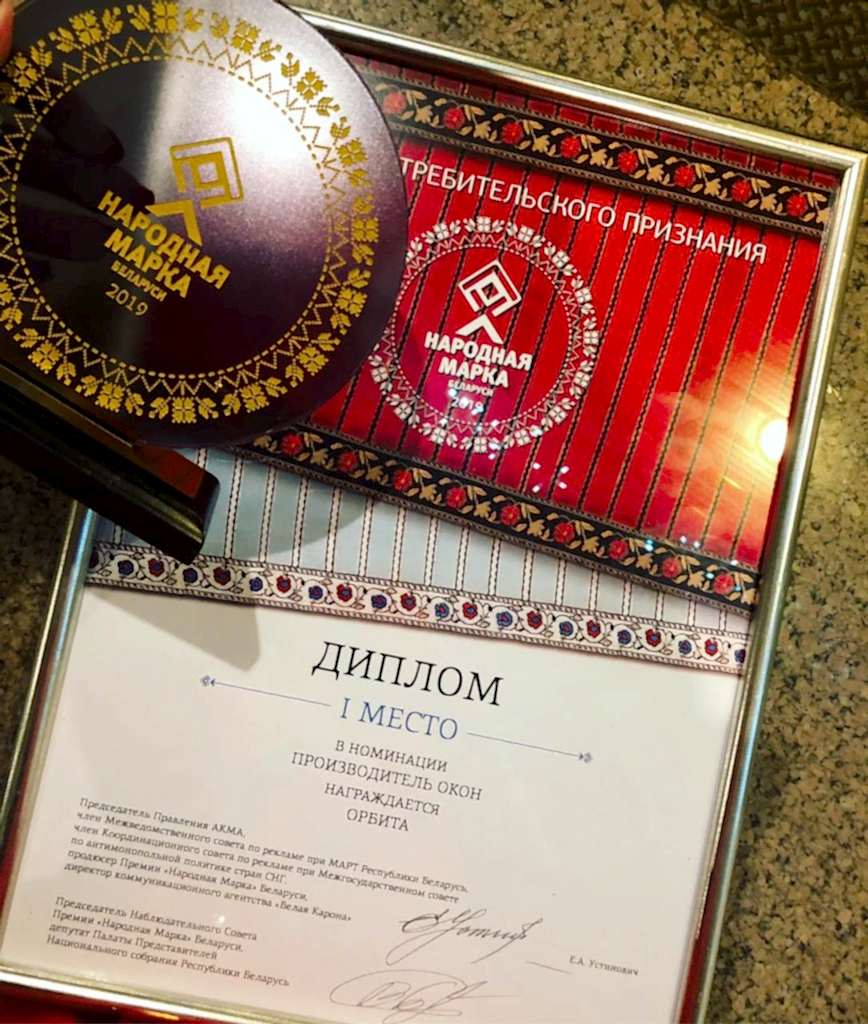 НАРОДНАЯ
МАРКА
БЕЛАРУСИ
2019
ТРЕБИТЕЛЬСКОГО ПРИЗНАНИЯ
НАРОДНАЯ
МАРКА
БЕЛАРУСИ
2019
ДИПЛОМ
I МЕСТО
В НОМИНАЦИИ
ПРОИЗВОДИТЕЛЬ ОКОН
НАГРАЖДАЕТСЯ
ОРБИТА
Председатель Правления АКМА,
член Межведомственного совета по рекламе при МАРТ Республики Беларусь,
член Координационного совета по рекламе при Межгосударственном совете
по антимонопольной политике стран СНГ,
продюсер Премии «Народная Марка» Беларуси,
директор коммуникационного агентства «Белая Карона»
Е.А. Устинович
Председатель Наблюдательного Совета
Премии «Народная Марка» Беларуси,
депутат Палаты Представителей
Национального собрания Республики Беларусь